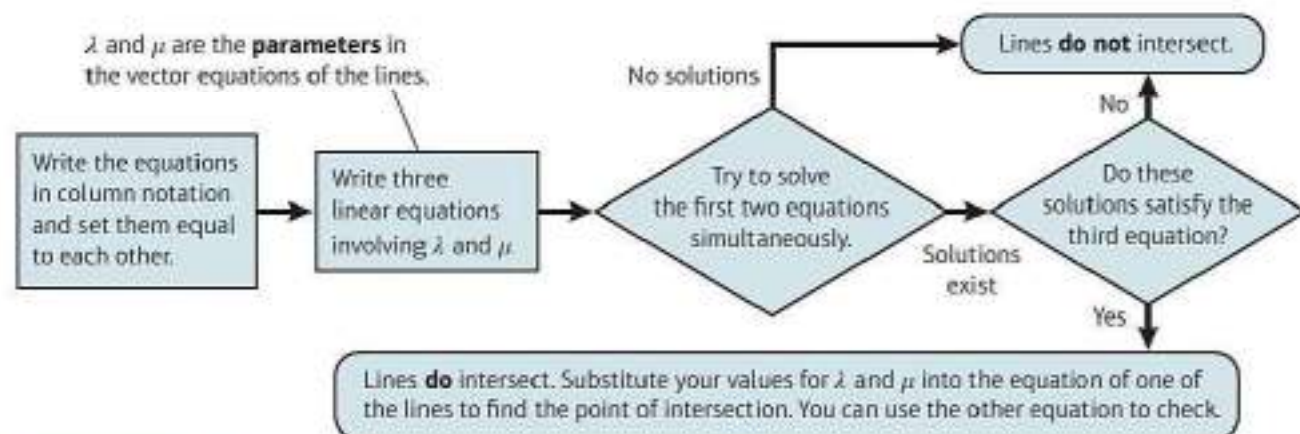 λ and μ are the parameters in
the vector equations of the lines.
Write the equations
in column notation
and set them equal
to each other.
Write three
linear equations
involving λ and μ
Try to solve
the first two equations
simultaneously.
No solutions
Lines do not intersect.
Solutions
exist
Do these
solutions satisfy the
third equation?
No
Yes
Lines do intersect. Substitute your values for λ and μ into the equation of one of
the lines to find the point of intersection. You can use the other equation to check.